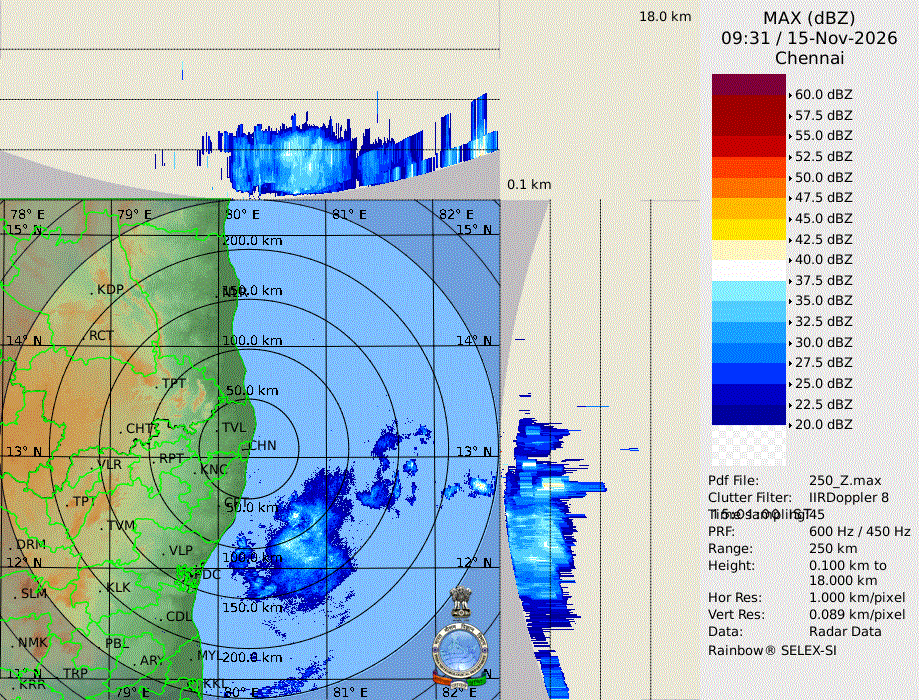 18.0 km
0.1 km
MAX (dBZ)
09:31 / 15-Nov-2026
Chennai
60.0 dBZ
57.5 dBZ
55.0 dBZ
52.5 dBZ
50.0 dBZ
47.5 dBZ
45.0 dBZ
42.5 dBZ
40.0 dBZ
37.5 dBZ
35.0 dBZ
32.5 dBZ
30.0 dBZ
27.5 dBZ
25.0 dBZ
22.5 dBZ
20.0 dBZ
Pdf File: 250_Z.max
Clutter Filter: IIRDoppler 8
Time sampling: 45
PRF: 600 Hz / 450 Hz
Range: 250 km
Height: 0.100 km to
18.000 km
Hor Res: 1.000 km/pixel
Vert Res: 0.089 km/pixel
Data: Radar Data
Rainbow® SELEX-SI
78° E 79° E 80° E 81° E 82° E
15° N 15° N
200.0 km
KDP
150.0 km
RCT
14° N 100.0 km 14° N
TPT
50.0 km
CHT TVL
CHN
13° N 13° N
VLR RPT KNC
TPT
50.0 km
TVM
DRM VLP
100.0 km
12° N 12° N
PDC
SLM KLK
150.0 km
CDL
NMK PBL
ARY MYL 200.0 km
TRP
KRR KKL
79° E 80° E 81° E 82° E